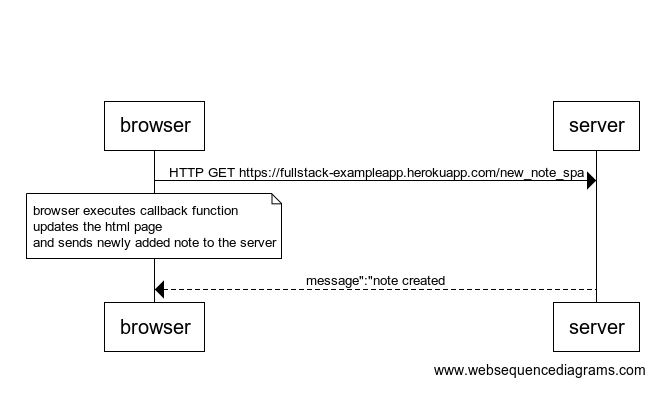 browser
server
HTTP GET https://fullstack-exampleapp.herokuapp.com/new_note_spa
browser executes callback function
updates the html page
and sends newly added note to the server
message":"note created
browser
server
www.websequencediagrams.com